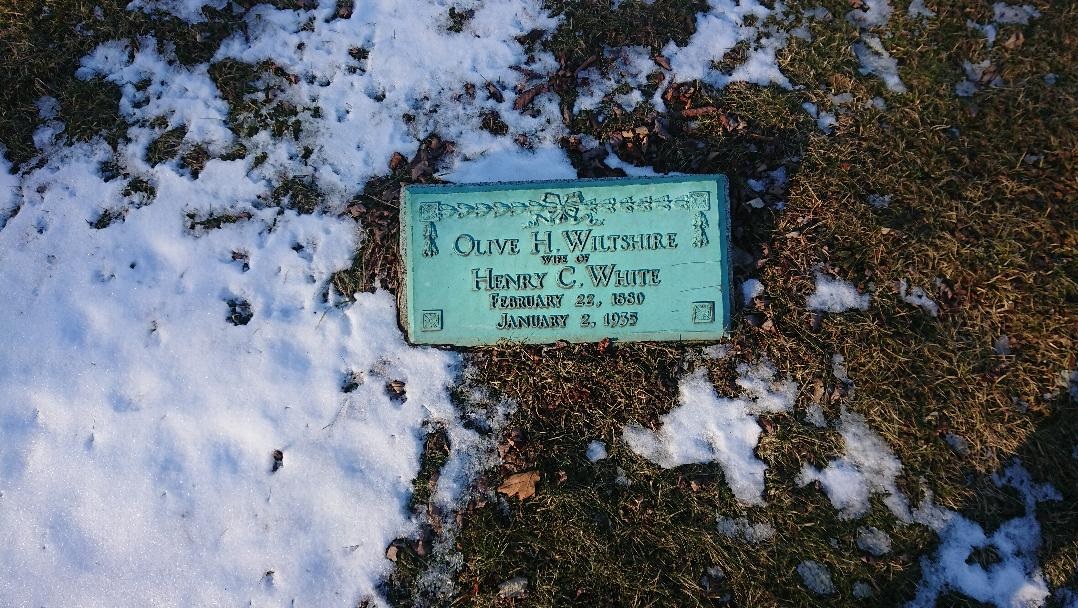 OLIVE H. WILTSHIRE
WIFE OF
HENRY C. WHITE
FEBRUARY 22, 1880
JANUARY 2, 1935